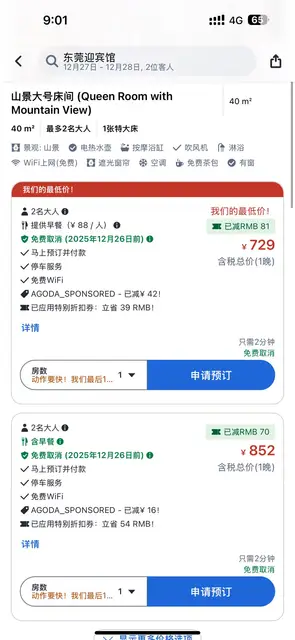 9:01
4G 65
东莞迎宾馆
12月27日 - 12月28日, 2位客人
山景大号床间 (Queen Room with Mountain View)
40 m²
40 m² 最多2名大人 1张特大床
景观: 山景 电热水壶 按摩浴缸 吹风机 淋浴
WiFi上网(免费) 遮光窗帘 空调 免费茶包 有窗
我们的最低价!
2名大人
我们的最低价!
提供早餐 (¥ 88 / 人)
已减RMB 81
免费取消 (2025年12月26日前)
¥ 729
马上预订并付款
含税总价(1晚)
停车服务
免费WiFi
AGODA_SPONSORED - 已减¥ 42!
已应用特别折扣券: 立省 39 RMB!
详情
只需2分钟
免费取消
房数
动作要快! 我们最后1...
1
申请预订
2名大人
已减RMB 70
含早餐
¥ 852
免费取消 (2025年12月26日前)
含税总价(1晚)
马上预订并付款
停车服务
免费WiFi
AGODA_SPONSORED - 已减¥ 16!
已应用特别折扣券: 立省 54 RMB!
详情
只需2分钟
免费取消
房数
动作要快! 我们最后1...
1
申请预订
显示更多价格选项